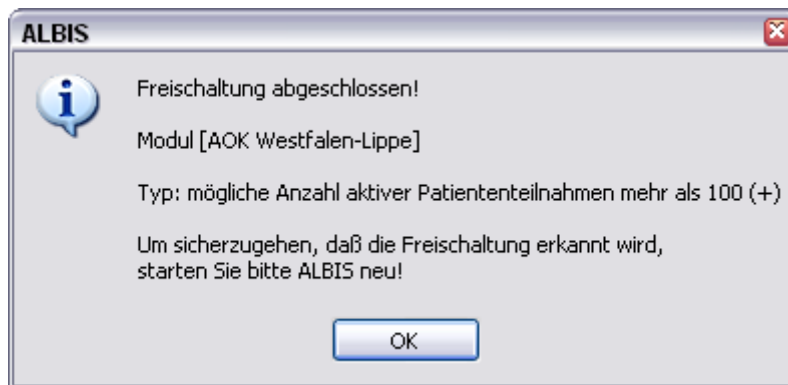 ALBIS
Freischaltung abgeschlossen!
Modul [AOK Westfalen-Lippe]
Typ: mögliche Anzahl aktiver Patiententeilnahmen mehr als 100 (+)
Um sicherzugehen, daß die Freischaltung erkannt wird,
starten Sie bitte ALBIS neu!
OK